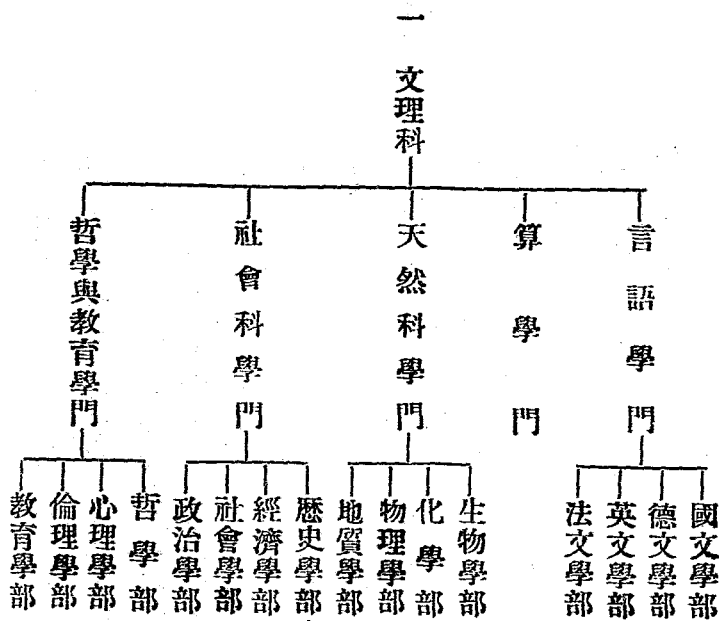 一　文理科
言語學門
算學門
天然科學門
社會科學門
哲學與教育學門
國文學部
德文學部
英文學部
法文學部
生物學部
化學部
物理學部
地質學部
歷史學部
經濟學部
社會學部
政治學部
哲學部
心理學部
倫理學部
教育學部